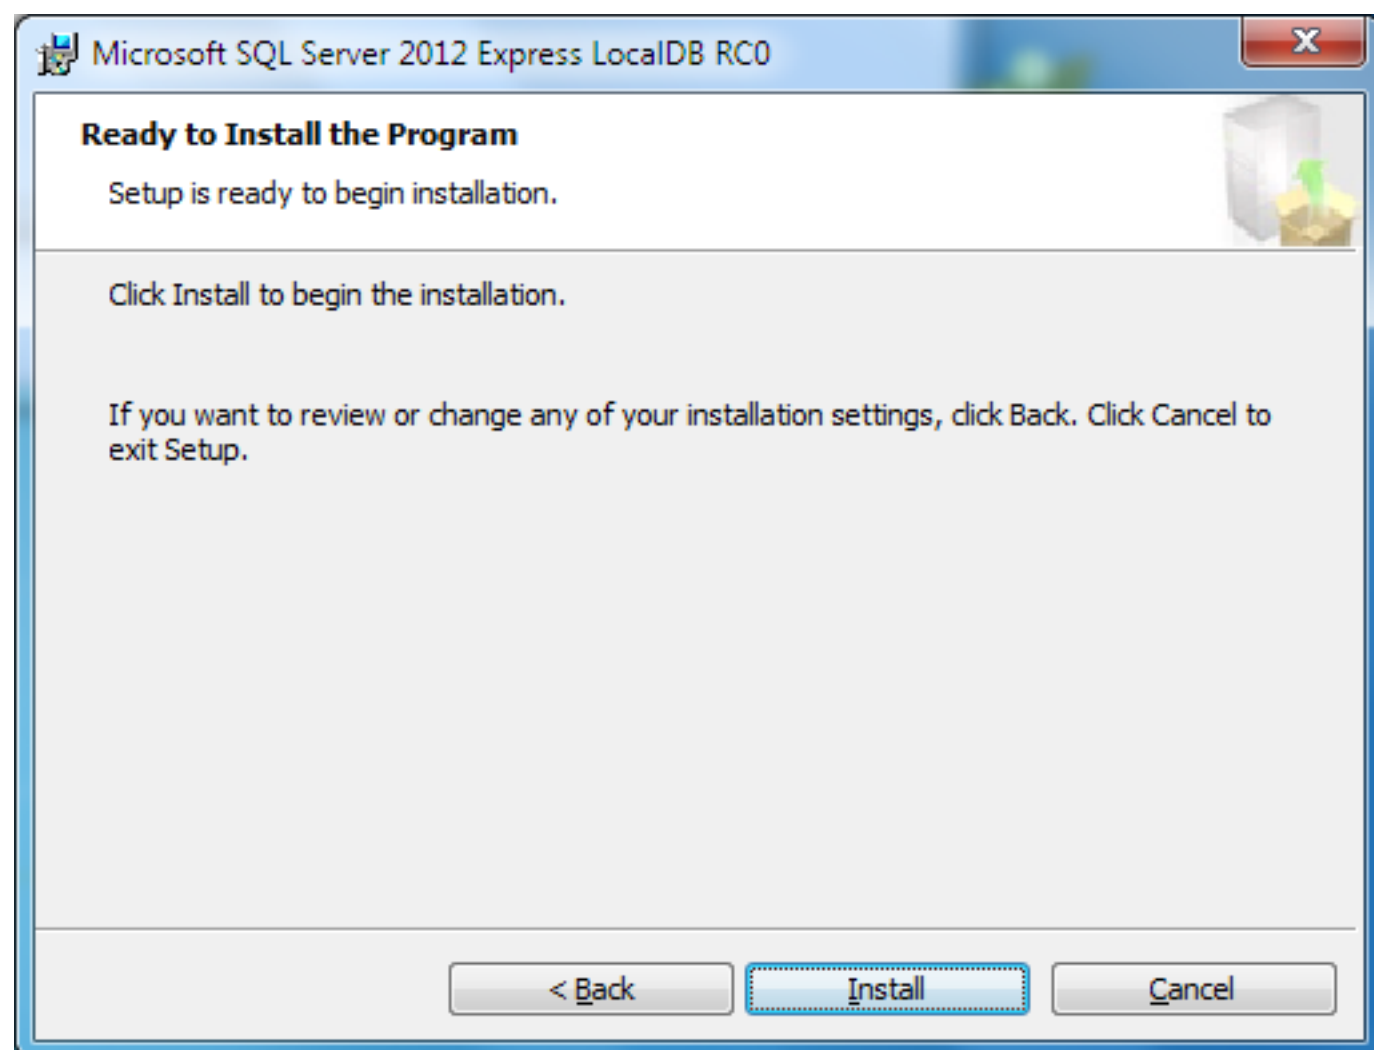 Microsoft SQL Server 2012 Express LocalDB RC0
Ready to Install the Program
Setup is ready to begin installation.
Click Install to begin the installation.
If you want to review or change any of your installation settings, click Back. Click Cancel to
exit Setup.
< Back
Install
Cancel